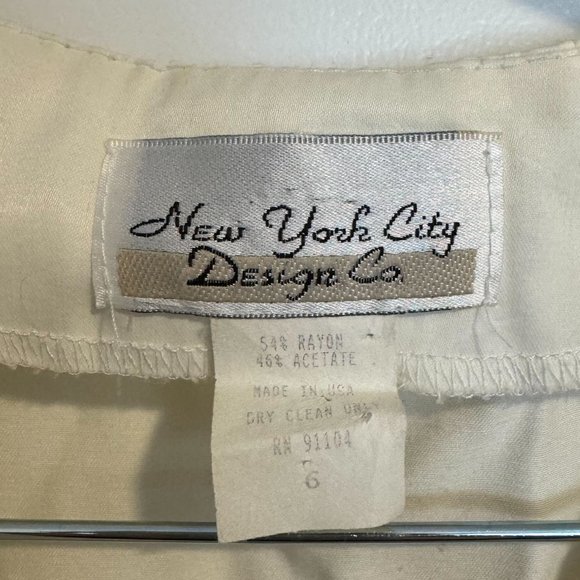 New York City
Design Co.
54% RAYON
46% ACETATE
MADE IN USA
DRY CLEAN ONLY
RN 91104
6